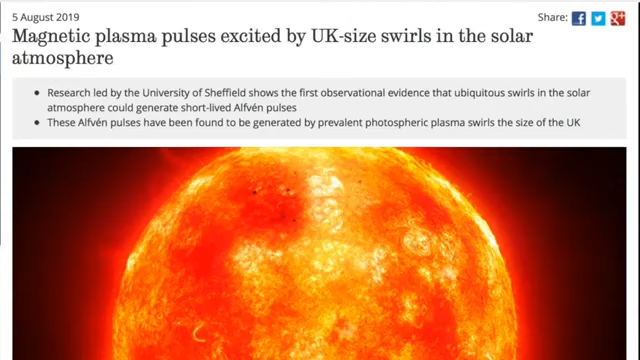 5 August 2019
Share:
Magnetic plasma pulses excited by UK-size swirls in the solar
atmosphere
Research led by the University of Sheffield shows the first observational evidence that ubiquitous swirls in the solar
atmosphere could generate short-lived Alfvén pulses
These Alfvén pulses have been found to be generated by prevalent photospheric plasma swirls the size of the UK